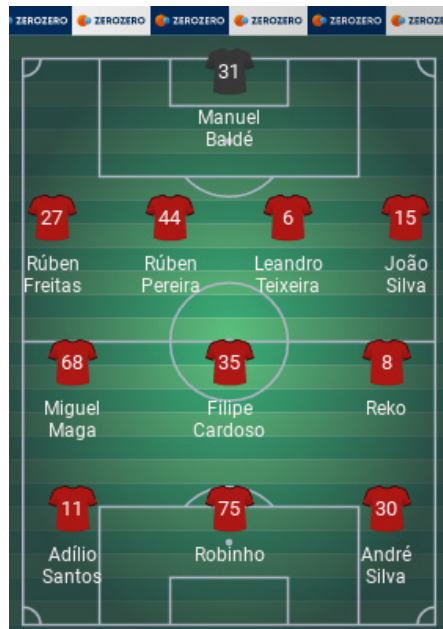 ZEROZERO ZEROZERO ZEROZERO ZEROZERO ZEROZERO ZEROZE
31
Manuel
Baldé
27 44 6 15
Rúben Rúben Leandro João
Freitas Pereira Teixeira Silva
68 35 8
Miguel Filipe Reko
Maga Cardoso
11 75 30
Adílio Robinho André
Santos Silva